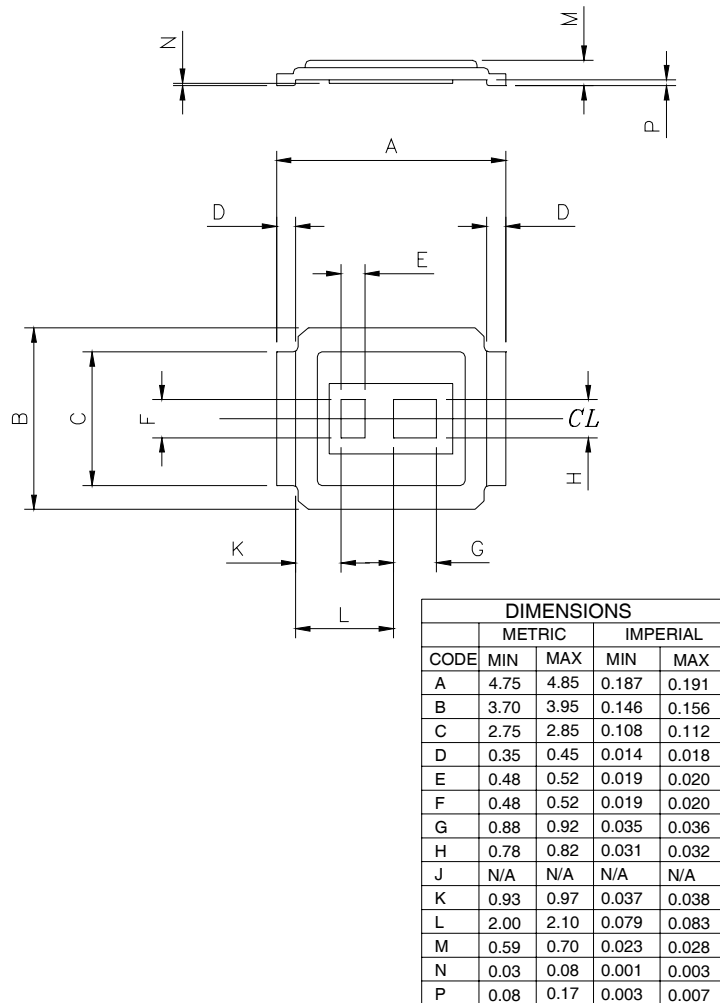 N
M
P
A
D
D
E
B
C
F
CL
H
K
G
L
DIMENSIONS
METRIC IMPERIAL
CODE MIN MAX MIN MAX
A 4.75 4.85 0.187 0.191
B 3.70 3.95 0.146 0.156
C 2.75 2.85 0.108 0.112
D 0.35 0.45 0.014 0.018
E 0.48 0.52 0.019 0.020
F 0.48 0.52 0.019 0.020
G 0.88 0.92 0.035 0.036
H 0.78 0.82 0.031 0.032
J N/A N/A N/A N/A
K 0.93 0.97 0.037 0.038
L 2.00 2.10 0.079 0.083
M 0.59 0.70 0.023 0.028
N 0.03 0.08 0.001 0.003
P 0.08 0.17 0.003 0.007